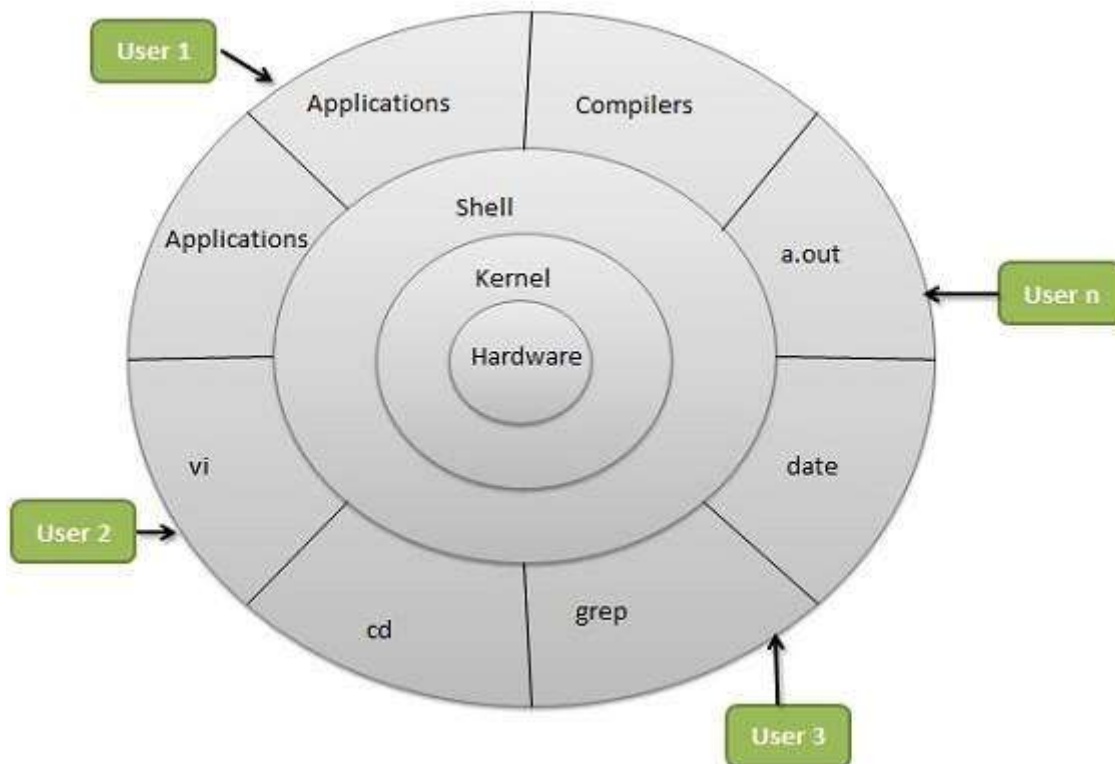 User 1
Applications
Compilers
Shell
Applications
a.out
Kernel
User n
Hardware
vi
date
User 2
grep
cd
User 3